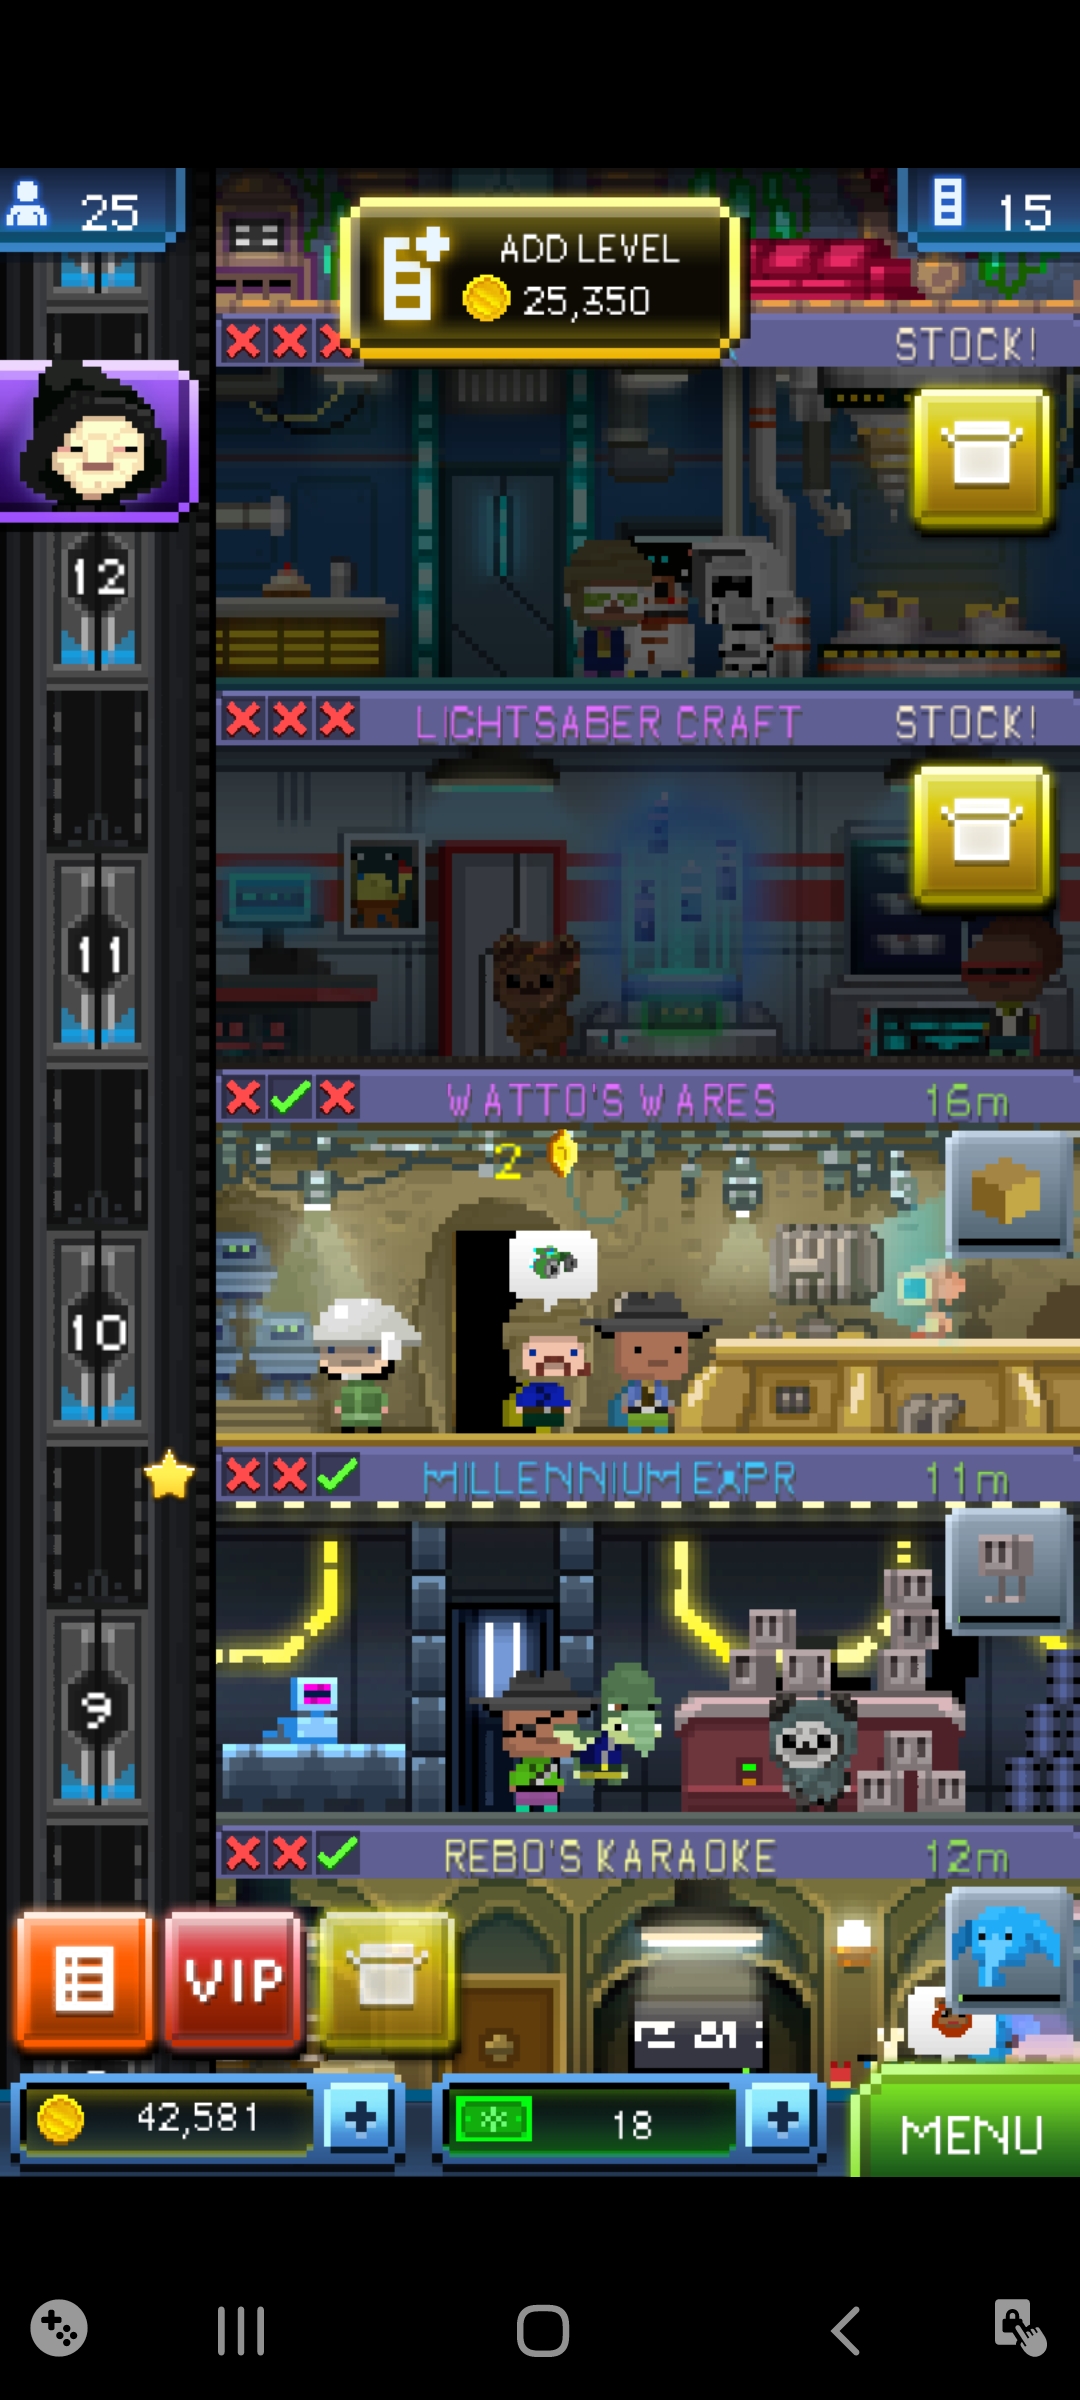 25
ADD LEVEL
25,350
15
STOCK!
12
LIGHTSABER CRAFT
STOCK!
11
WATTO'S WARES
16m
2
10
MILLENNIUM EXPR
11m
9
REBO'S KARAOKE
12m
VIP
42,581
18
MENU